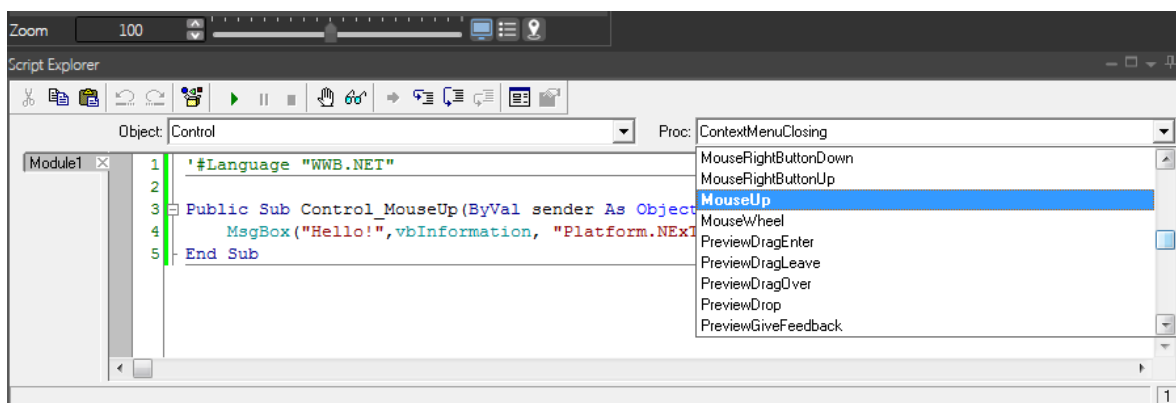 Zoom 100
Script Explorer
Object: Control Proc: ContextMenuClosing
Module1
1 '#Language "WWB.NET"
2
3 Public Sub Control_MouseUp(ByVal sender As Object
4 MsgBox("Hello!",vbInformation, "Platform.NExT
5 End Sub
MouseRightButtonDown
MouseRightButtonUp
MouseUp
MouseWheel
PreviewDragEnter
PreviewDragLeave
PreviewDragOver
PreviewDrop
PreviewGiveFeedback
1